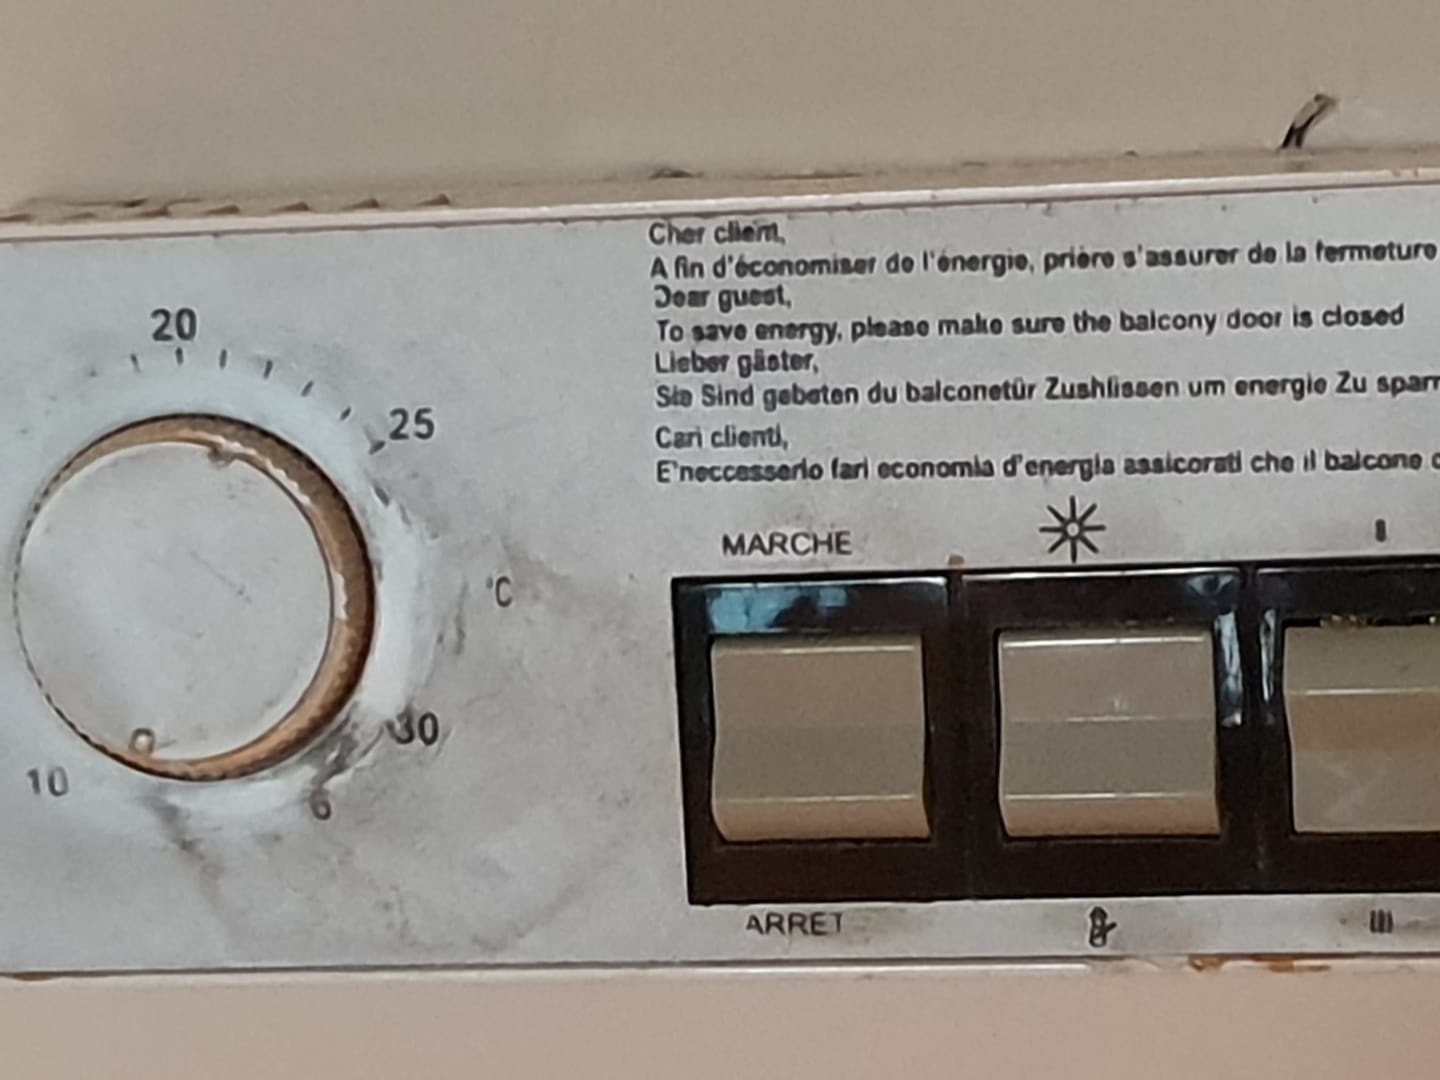 Cher client,
A fin d'économiser de l'énergie, prière s'assurer de la fermeture
Dear guest,
To save energy, please make sure the balcony door is closed
Lieber gäster,
Sie Sind gebeten du balconetür Zushlissen um energie Zu sparr
Cari clienti,
E'neccesserio fari economia d'energia assicorati che il balcone
20
25
°C
30
6
10
MARCHE
ARRET